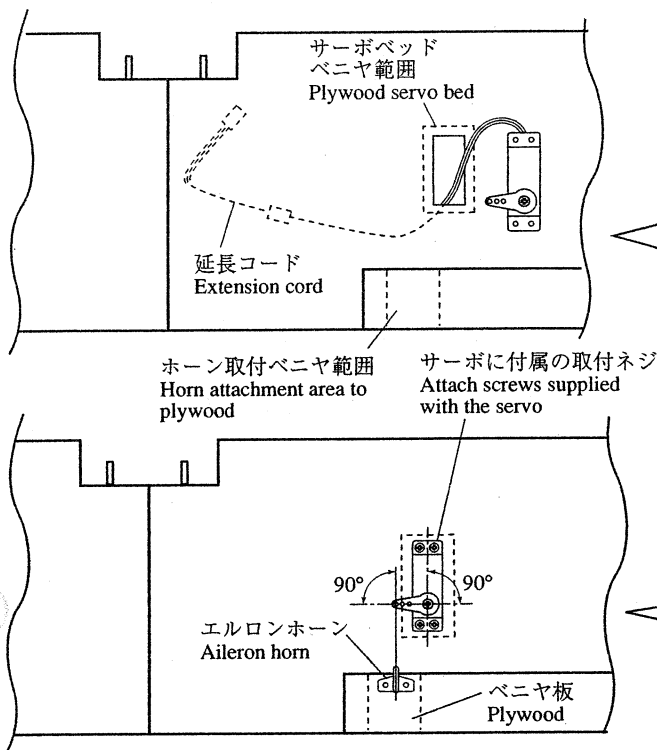 サーボベッド
ベニヤ範囲
Plywood servo bed
延長コード
Extension cord
ホーン取付ベニヤ範囲
Horn attachment area to
plywood
サーボに付属の取付ネジ
Attach screws supplied
with the servo
90°
90°
エルロンホーン
Aileron horn
ベニヤ板
Plywood